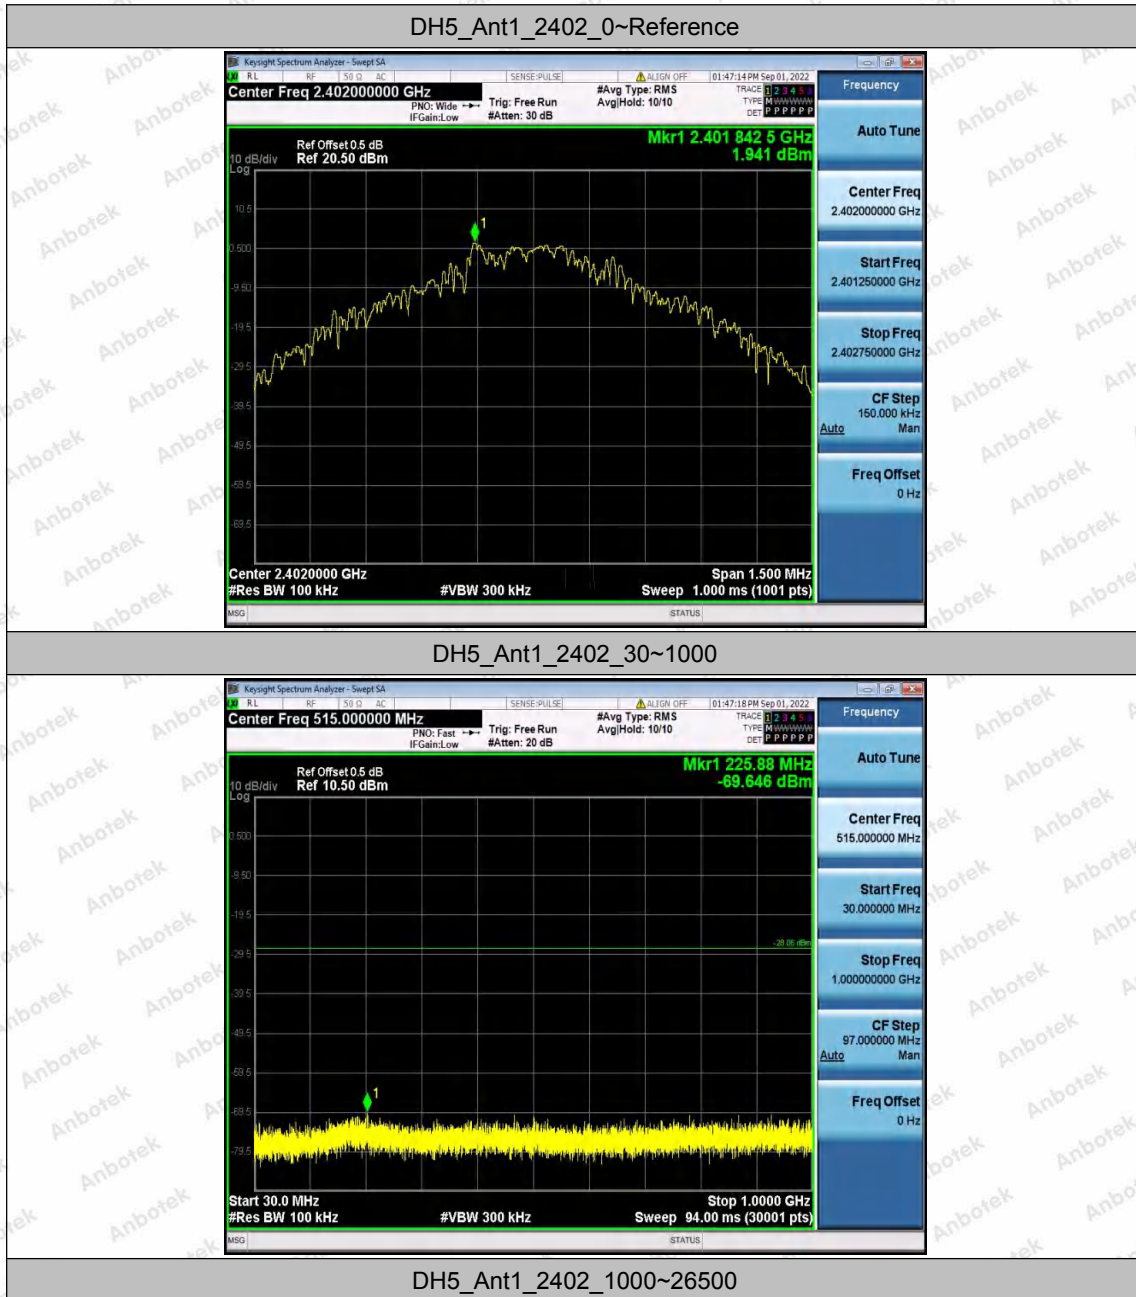 DH5_Ant1_2402_0~Reference
Keysight Spectrum Analyzer - Swept SA
RL RF 50 Ω AC SENSE:PULSE ALIGN OFF 01:47:14 PM Sep 01, 2022
Center Freq 2.402000000 GHz #Avg Type: RMS TRACE 1 2 3 4 5 6 Frequency
PNO: Wide Trig: Free Run Avg|Hold: 10/10 TYPE M W W W W W
IFGain:Low #Atten: 30 dB DET P P P P P P
Auto Tune
Mkr1 2.401 842 5 GHz
Ref Offset 0.5 dB
10 dB/div Ref 20.50 dBm 1.941 dBm
Log
Center Freq
2.402000000 GHz
10.5
1
0.500
Start Freq
2.401250000 GHz
-9.50
-19.5
Stop Freq
2.402750000 GHz
-29.5
CF Step
150.000 kHz
Auto Man
-39.5
-49.5
Freq Offset
0 Hz
-59.5
-69.5
Center 2.4020000 GHz Span 1.500 MHz
#Res BW 100 kHz #VBW 300 kHz Sweep 1.000 ms (1001 pts)
MSG STATUS
DH5_Ant1_2402_30~1000
Keysight Spectrum Analyzer - Swept SA
RL RF 50 Ω AC SENSE:PULSE ALIGN OFF 01:47:18 PM Sep 01, 2022
Center Freq 515.000000 MHz #Avg Type: RMS TRACE 1 2 3 4 5 6 Frequency
PNO: Fast Trig: Free Run Avg|Hold: 10/10 TYPE M W W W W W
IFGain:Low #Atten: 20 dB DET P P P P P P
Auto Tune
Mkr1 225.88 MHz
Ref Offset 0.5 dB
10 dB/div Ref 10.50 dBm -69.646 dBm
Log
Center Freq
515.000000 MHz
0.500
-9.50
Start Freq
30.000000 MHz
-19.5
-28.06 dBm
-29.5
Stop Freq
1.000000000 GHz
-39.5
CF Step
97.000000 MHz
Auto Man
-49.5
-59.5
1
Freq Offset
0 Hz
-69.5
-79.5
Start 30.0 MHz Stop 1.0000 GHz
#Res BW 100 kHz #VBW 300 kHz Sweep 94.00 ms (30001 pts)
MSG STATUS
DH5_Ant1_2402_1000~26500
Anbotek